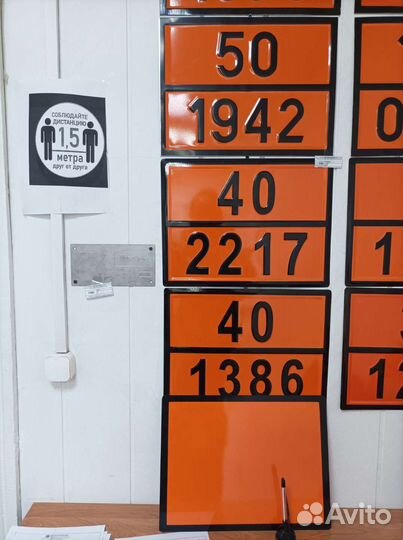 50
1942
СОБЛЮДАЙТЕ
ДИСТАНЦИЮ
1,5
метра
друг от друга
40
2217
40
1386
Avito